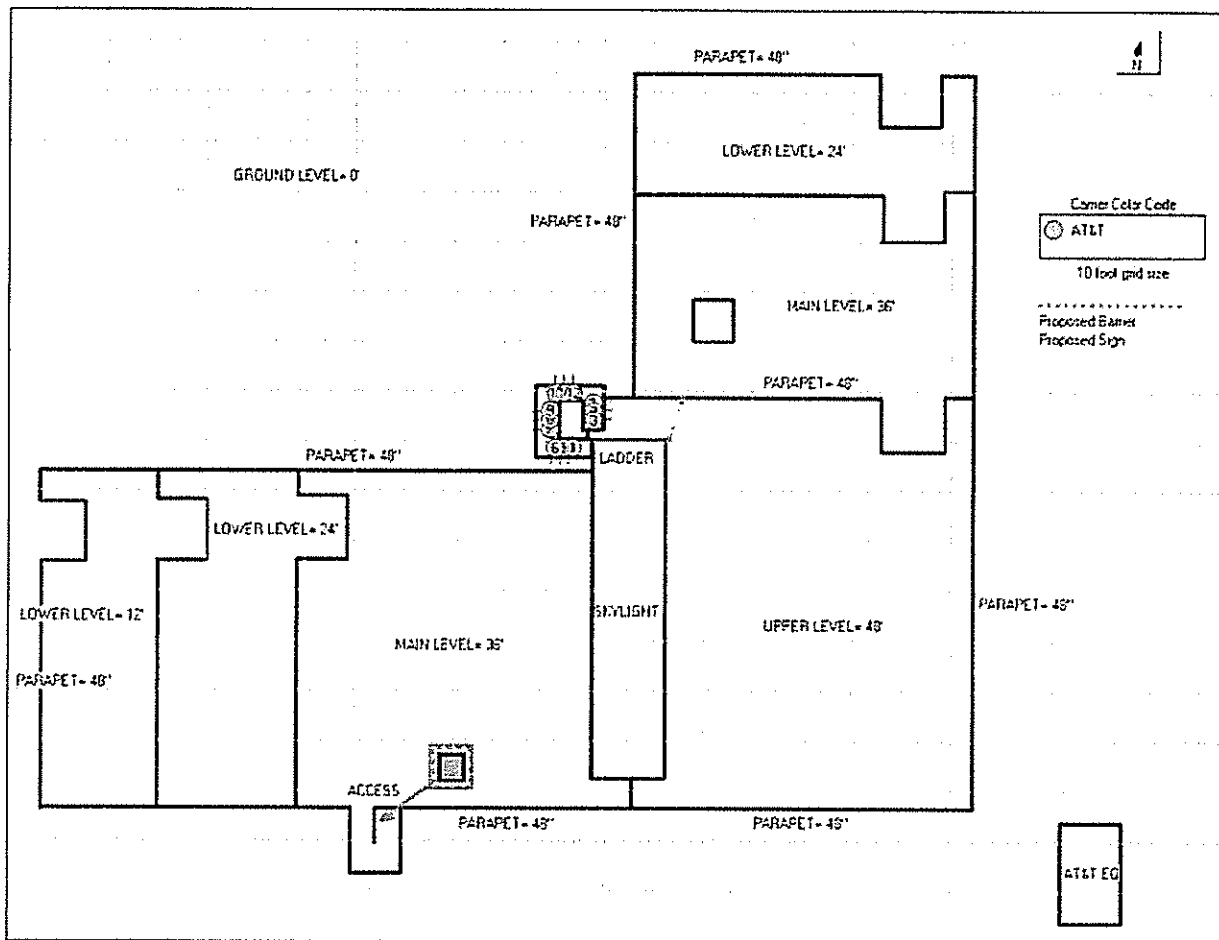 PARAPET= 48"
N
LOWER LEVEL= 24'
GROUND LEVEL= 0'
PARAPET= 48"
Carrier Color Code
AT&T
10 foot grid size
Proposed Barrier
Proposed Sign
MAIN LEVEL= 36'
PARAPET= 48"
PARAPET= 48"
LADDER
LOWER LEVEL= 24'
LOWER LEVEL= 12'
SKYLIGHT
PARAPET= 48"
UPPER LEVEL= 48'
MAIN LEVEL= 36'
PARAPET= 48"
ACCESS
PARAPET= 48"
PARAPET= 48"
AT&T EQ